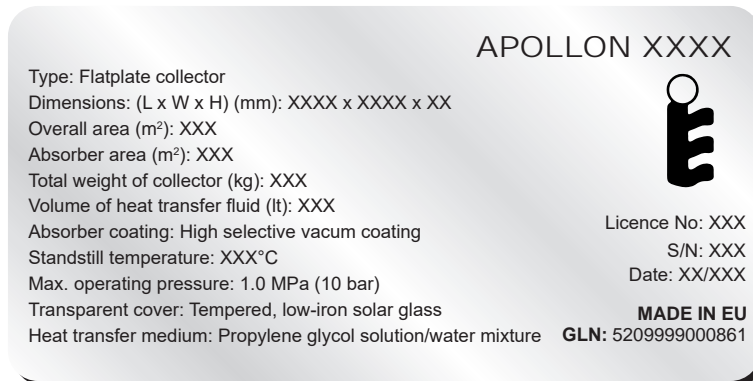 APOLLON XXXX
Type: Flatplate collector
Dimensions: (L x W x H) (mm): XXXX x XXXX x XX
Overall area (m²): XXX
Absorber area (m²): XXX
Total weight of collector (kg): XXX
Volume of heat transfer fluid (lt): XXX
Absorber coating: High selective vacum coating
Standstill temperature: XXX°C
Max. operating pressure: 1.0 MPa (10 bar)
Transparent cover: Tempered, low-iron solar glass
Heat transfer medium: Propylene glycol solution/water mixture
Licence No: XXX
S/N: XXX
Date: XX/XXX
MADE IN EU
GLN: 5209999000861